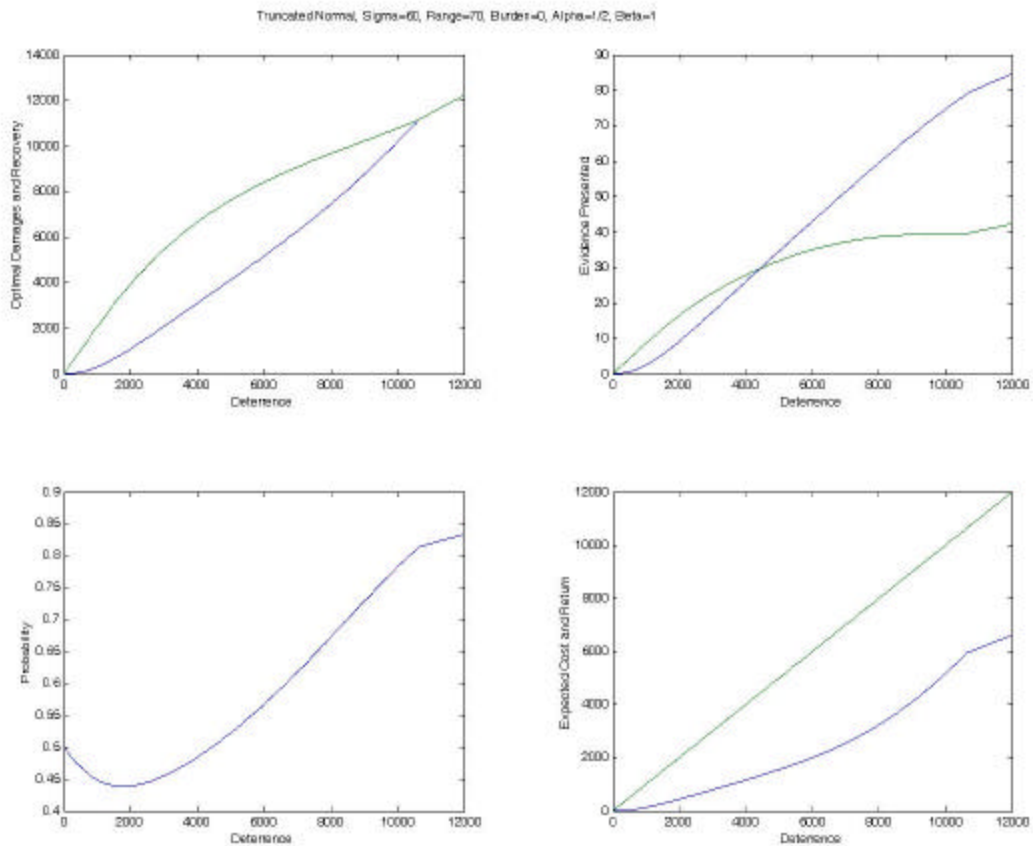 Truncated Normal, Sigma=60, Range=70, Burden=0, Alpha=1/2, Beta=1
14000
12000
10000
8000
6000
4000
2000
0
Optimal Damages and Recovery
0 2000 4000 6000 8000 10000 12000
Deterrence
90
80
70
60
50
40
30
20
10
0
Evidence Presented
0 2000 4000 6000 8000 10000 12000
Deterrence
0.9
0.85
0.8
0.75
0.7
0.65
0.6
0.55
0.5
0.45
0.4
Probability
0 2000 4000 6000 8000 10000 12000
Deterrence
12000
10000
8000
6000
4000
2000
0
Expected Cost and Return
0 2000 4000 6000 8000 10000 12000
Deterrence